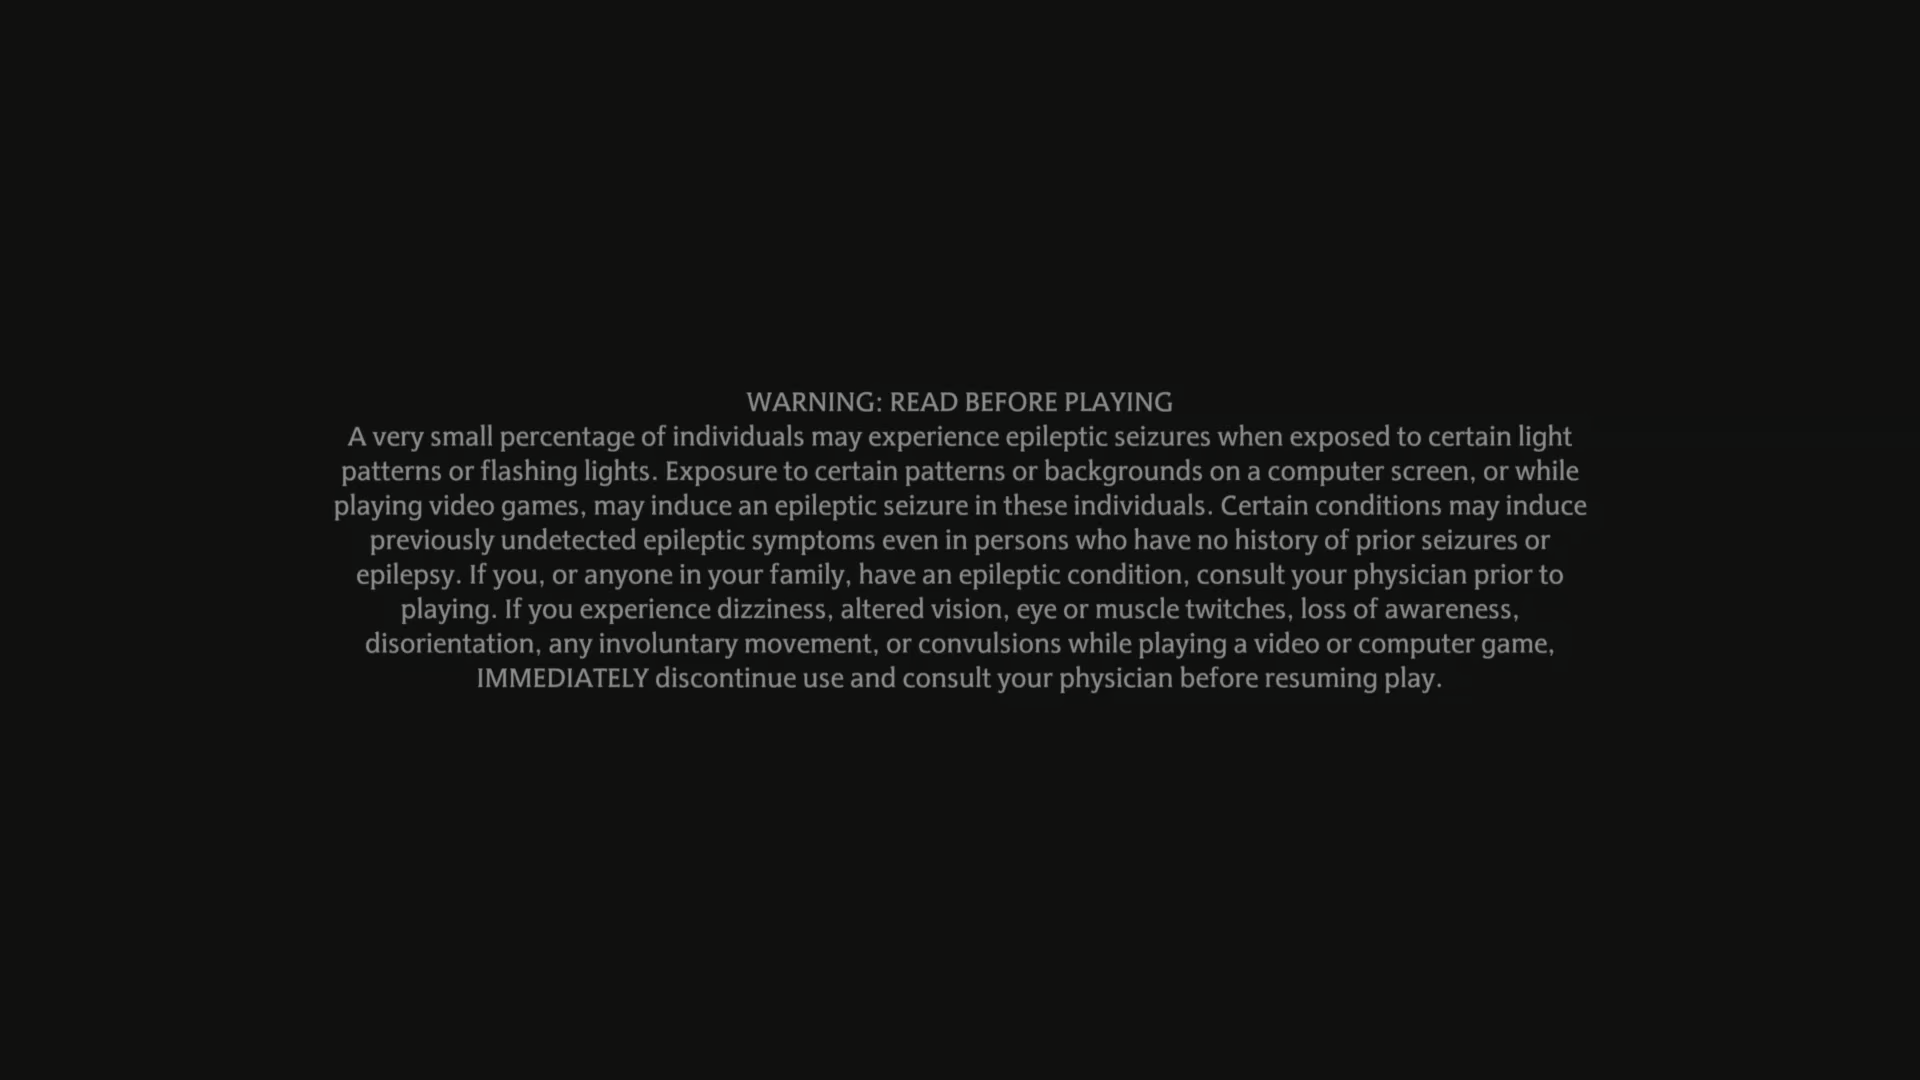 WARNING: READ BEFORE PLAYING
A very small percentage of individuals may experience epileptic seizures when exposed to certain light
patterns or flashing lights. Exposure to certain patterns or backgrounds on a computer screen, or while
playing video games, may induce an epileptic seizure in these individuals. Certain conditions may induce
previously undetected epileptic symptoms even in persons who have no history of prior seizures or
epilepsy. If you, or anyone in your family, have an epileptic condition, consult your physician prior to
playing. If you experience dizziness, altered vision, eye or muscle twitches, loss of awareness,
disorientation, any involuntary movement, or convulsions while playing a video or computer game,
IMMEDIATELY discontinue use and consult your physician before resuming play.